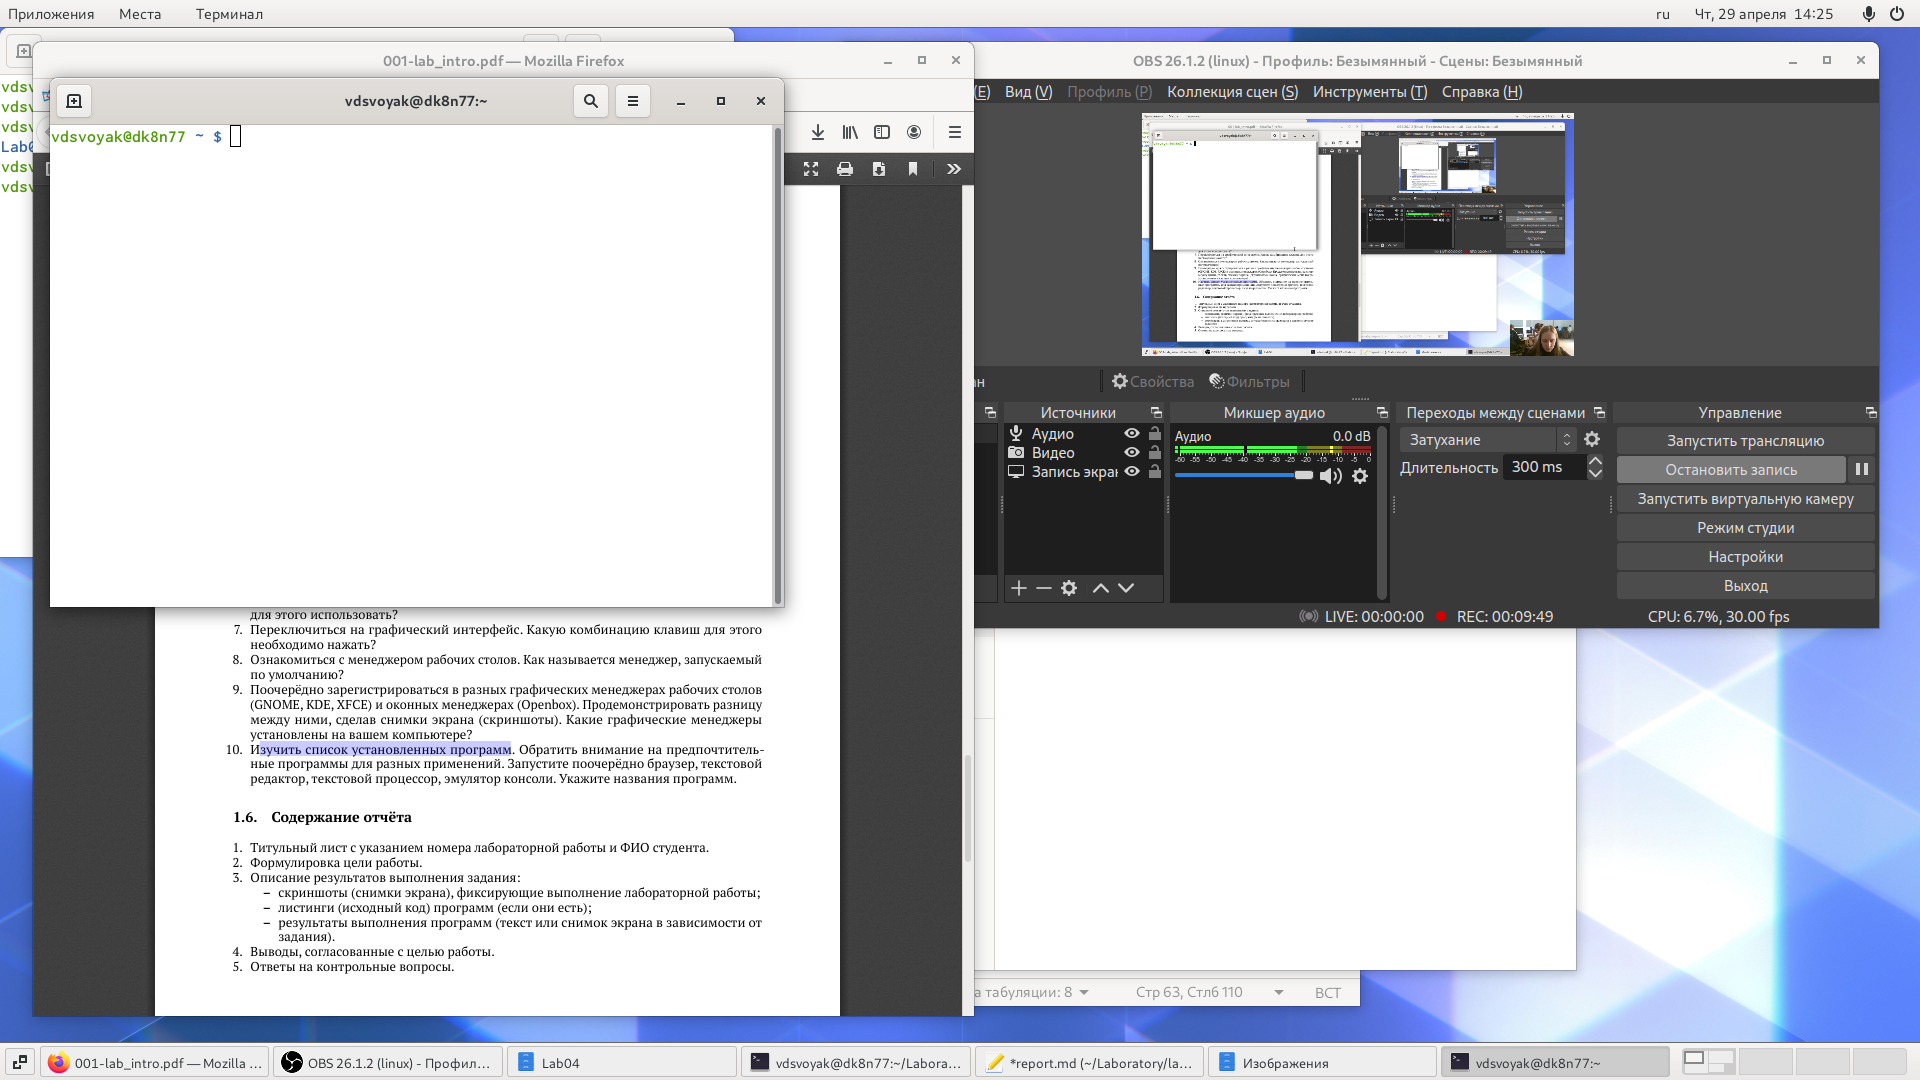 Приложения
Места
Терминал
ru
Чт, 29 апреля 14:25
001-lab_intro.pdf — Mozilla Firefox
vdsvoyak@dk8n77:~
vdsvoyak@dk8n77 ~ $
для этого использовать?
7. Переключиться на графический интерфейс. Какую комбинацию клавиш для этого
необходимо нажать?
8. Ознакомиться с менеджером рабочих столов. Как называется менеджер, запускаемый
по умолчанию?
9. Поочерёдно зарегистрироваться в разных графических менеджерах рабочих столов
(GNOME, KDE, XFCE) и оконных менеджерах (Openbox). Продемонстрировать разницу
между ними, сделав снимки экрана (скриншоты). Какие графические менеджеры
установлены на вашем компьютере?
10. Изучить список установленных программ. Обратить внимание на предпочтитель-
ные программы для разных применений. Запустите поочерёдно браузер, текстовой
редактор, текстовой процессор, эмулятор консоли. Укажите названия программ.
1.6. Содержание отчёта
1. Титульный лист с указанием номера лабораторной работы и ФИО студента.
2. Формулировка цели работы.
3. Описание результатов выполнения задания:
– скриншоты (снимки экрана), фиксирующие выполнение лабораторной работы;
– листинги (исходный код) программ (если они есть);
– результаты выполнения программ (текст или снимок экрана в зависимости от
задания).
4. Выводы, согласованные с целью работы.
5. Ответы на контрольные вопросы.
OBS 26.1.2 (linux) - Профиль: Безымянный - Сцены: Безымянный
(E)
Вид (V)
Профиль (P)
Коллекция сцен (S)
Инструменты (T)
Справка (H)
Свойства
Фильтры
Источники
Аудио
Видео
Запись экран
Микшер аудио
Аудио
0.0 dB
-60 -55 -50 -45 -40 -35 -30 -25 -20 -15 -10 -5 0
Переходы между сценами
Затухание
Длительность 300 ms
Управление
Запустить трансляцию
Остановить запись
Запустить виртуальную камеру
Режим студии
Настройки
Выход
LIVE: 00:00:00
REC: 00:09:49
CPU: 6.7%, 30.00 fps
а табуляции: 8
Стр 63, Стлб 110
ВСТ
001-lab_intro.pdf — Mozilla ...
OBS 26.1.2 (linux) - Профил...
Lab04
vdsvoyak@dk8n77:~/Labora...
*report.md (~/Laboratory/la...
Изображения
vdsvoyak@dk8n77:~